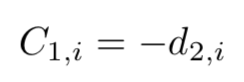 C_{1,i} = -d_{2,i}